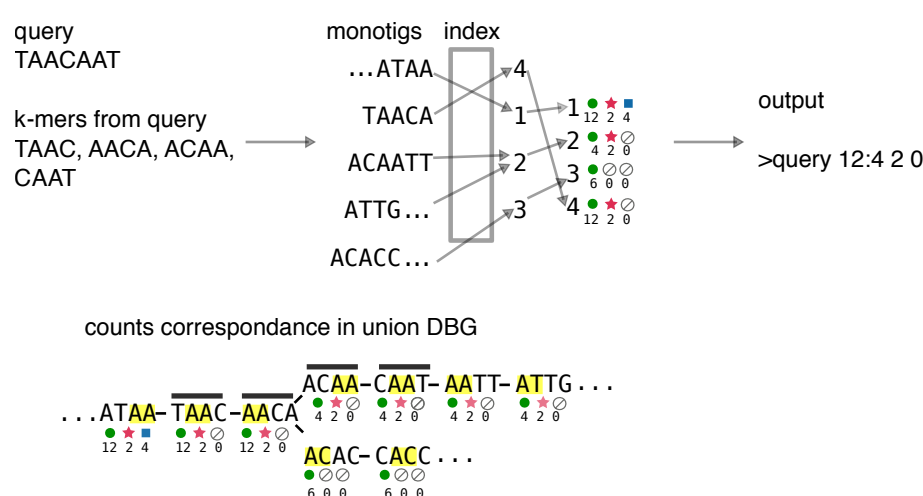 query
TAACAAT
k-mers from query
TAAC, AACA, ACAA,
CAAT
monotigs index
...ATAA
TAACA
ACAATT
ATTG...
ACACC...
4
1
2
3
1
12 2 4
2
4 2 0
3
6 0 0
4
12 2 0
output
>query 12:4 2 0
counts correspondance in union DBG
ACAA-CAAT-AATT-ATTG...
4 2 0 4 2 0 4 2 0 4 2 0
...ATAA-TAAC-AACA
12 2 4 12 2 0 12 2 0
ACAC-CACC...
6 0 0 6 0 0